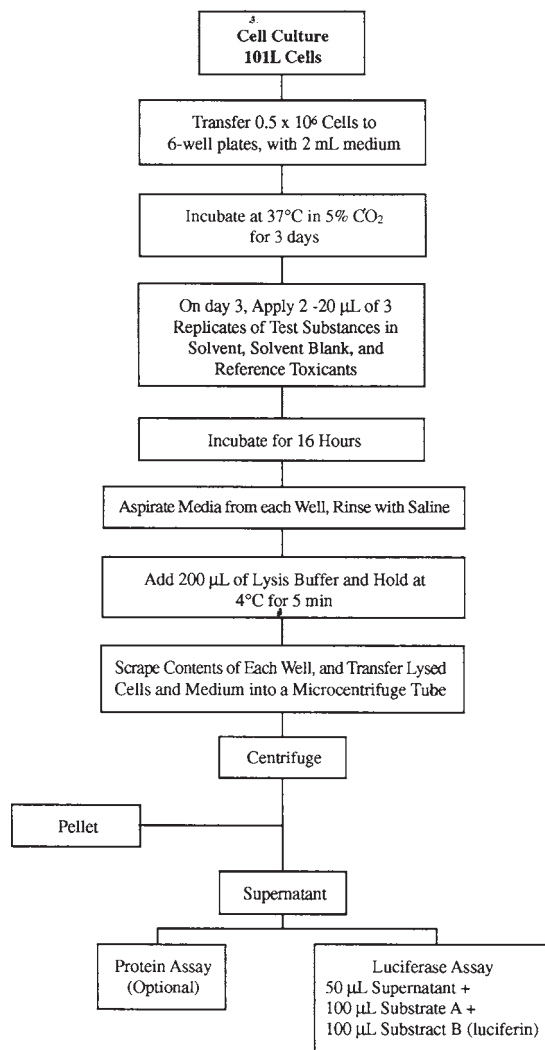 3.
Cell Culture
101L Cells
Transfer 0.5 x 10⁶ Cells to
6-well plates, with 2 mL medium
Incubate at 37°C in 5% CO₂
for 3 days
On day 3, Apply 2 -20 µL of 3
Replicates of Test Substances in
Solvent, Solvent Blank, and
Reference Toxicants
Incubate for 16 Hours
Aspirate Media from each Well, Rinse with Saline
Add 200 µL of Lysis Buffer and Hold at
4°C for 5 min
Scrape Contents of Each Well, and Transfer Lysed
Cells and Medium into a Microcentrifuge Tube
Centrifuge
Pellet
Supernatant
Protein Assay
(Optional)
Luciferase Assay
50 µL Supernatant +
100 µL Substrate A +
100 µL Substract B (luciferin)